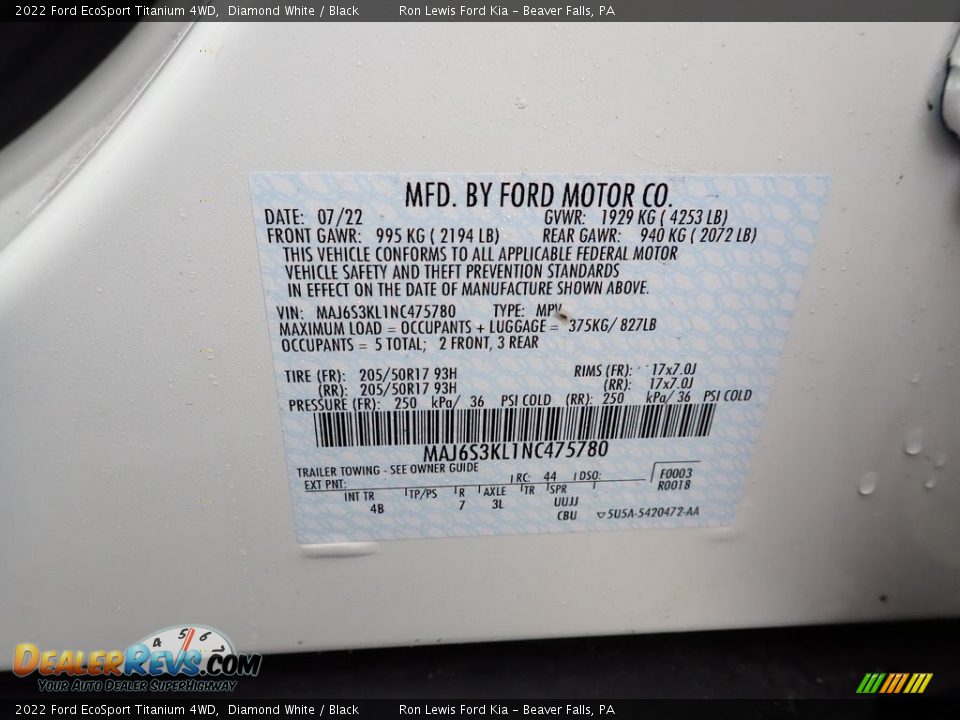 2022 Ford EcoSport Titanium 4WD, Diamond White / Black Ron Lewis Ford Kia - Beaver Falls, PA
MFD. BY FORD MOTOR CO.
DATE: 07/22 GVWR: 1929 KG ( 4253 LB)
FRONT GAWR: 995 KG ( 2194 LB) REAR GAWR: 940 KG ( 2072 LB)
THIS VEHICLE CONFORMS TO ALL APPLICABLE FEDERAL MOTOR
VEHICLE SAFETY AND THEFT PREVENTION STANDARDS
IN EFFECT ON THE DATE OF MANUFACTURE SHOWN ABOVE.
VIN: MAJ6S3KL1NC475780 TYPE: MPV
MAXIMUM LOAD = OCCUPANTS + LUGGAGE = 375KG/ 827LB
OCCUPANTS = 5 TOTAL; 2 FRONT, 3 REAR
TIRE (FR): 205/50R17 93H RIMS (FR): 17x7.0J
(RR): 205/50R17 93H (RR): 17x7.0J
PRESSURE (FR): 250 kPa/ 36 PSI COLD (RR): 250 kPa/ 36 PSI COLD
MAJ6S3KL1NC475780
TRAILER TOWING - SEE OWNER GUIDE
EXT PNT: RC: 44 DSO: F0003
R0018
INT TR TP/PS R AXLE TR SPR
4B 7 3L UUJJ
CBU 5U5A-5420472-AA
4 5 6 7
DEALERREVS.COM
YOUR AUTO DEALER SUPERHIGHWAY
2022 Ford EcoSport Titanium 4WD, Diamond White / Black Ron Lewis Ford Kia - Beaver Falls, PA